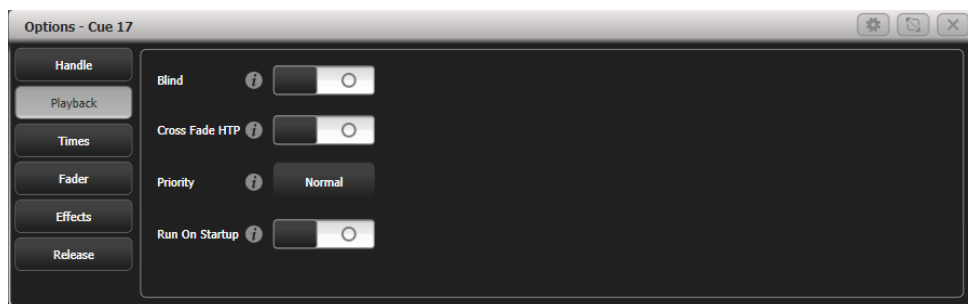 Options - Cue 17
Handle
Playback
Times
Fader
Effects
Release
Blind
Cross Fade HTP
Priority
Normal
Run On Startup